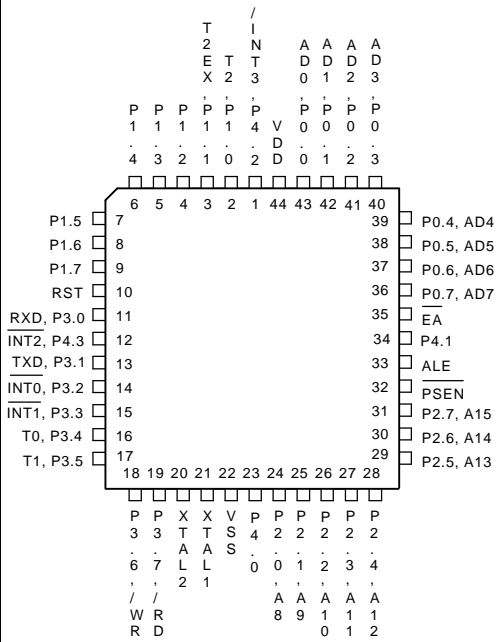 P1.4
P1.3
P1.2
T2EX, P1.1
T2, P1.0
/INT3, P4.2
VDD
AD0, P0.0
AD1, P0.1
AD2, P0.2
AD3, P0.3
6 5 4 3 2 1 44 43 42 41 40
P1.5 7
P1.6 8
P1.7 9
RST 10
RXD, P3.0 11
INT2, P4.3 12
TXD, P3.1 13
INT0, P3.2 14
INT1, P3.3 15
T0, P3.4 16
T1, P3.5 17
39 P0.4, AD4
38 P0.5, AD5
37 P0.6, AD6
36 P0.7, AD7
35 EA
34 P4.1
33 ALE
32 PSEN
31 P2.7, A15
30 P2.6, A14
29 P2.5, A13
18 19 20 21 22 23 24 25 26 27 28
P3.6, /WR
P3.7, /RD
XTAL2
XTAL1
VSS
P4.0
P2.0, A8
P2.1, A9
P2.2, A10
P2.3, A11
P2.4, A12